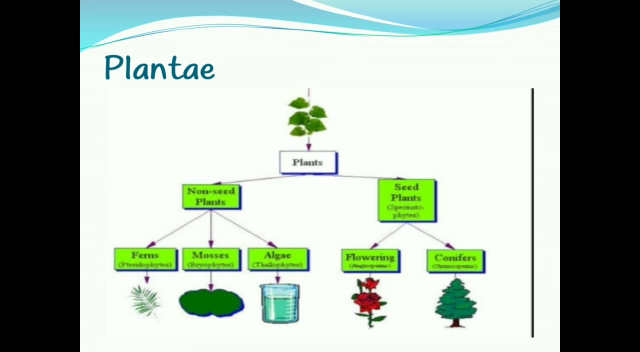 Plantae
Plants
Non-seed
Plants
Seed
Plants
(Spermato-
phytes)
Ferns
(Pteridophytes)
Mosses
(Bryophytes)
Algae
(Thallophytes)
Flowering
(Angiosperms)
Conifers
(Gymnosperms)